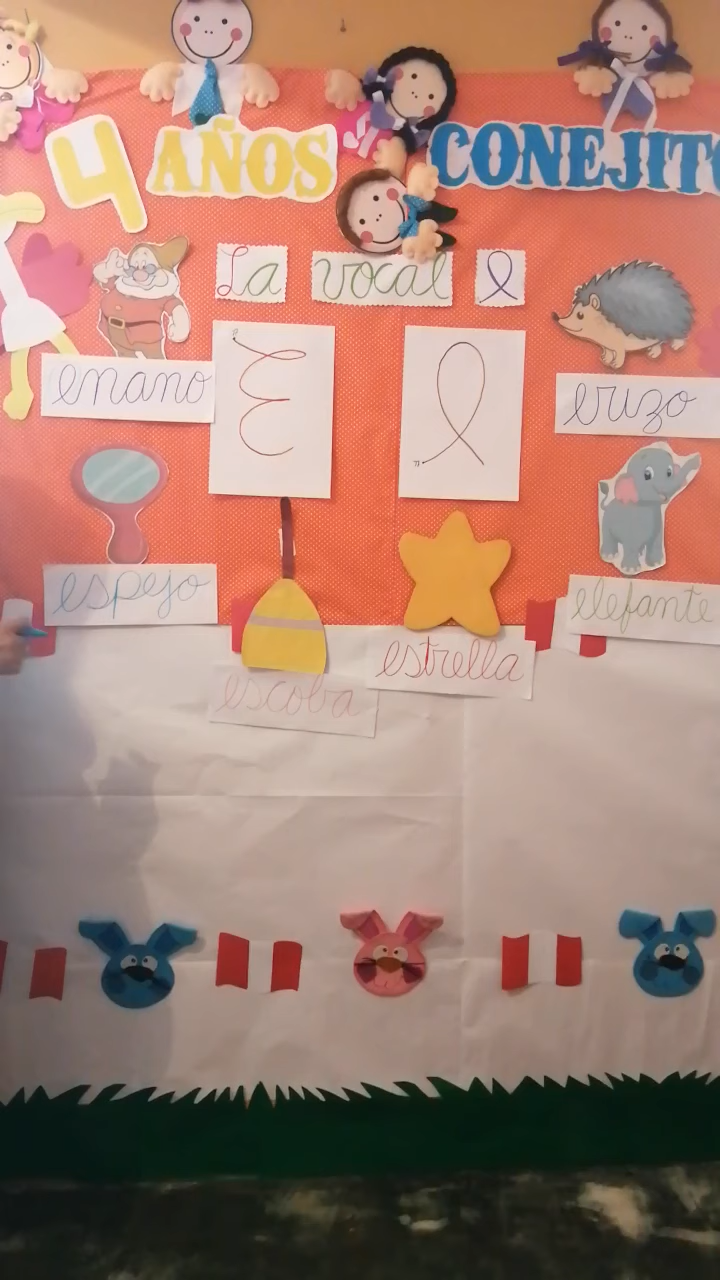 4 AÑOS CONEJITO
La vocal e
enano
E e
erizo
espejo
elefante
escoba
estrella